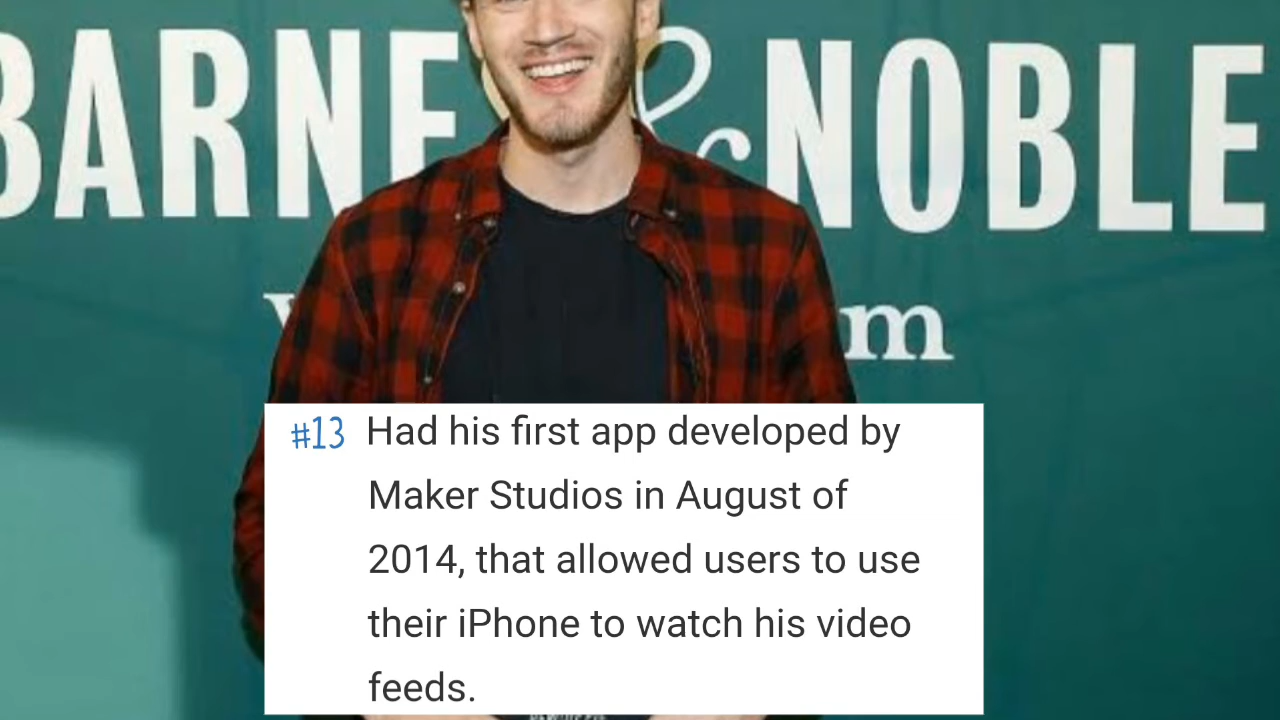 BARNE & NOBLE
m
#13 Had his first app developed by
Maker Studios in August of
2014, that allowed users to use
their iPhone to watch his video
feeds.